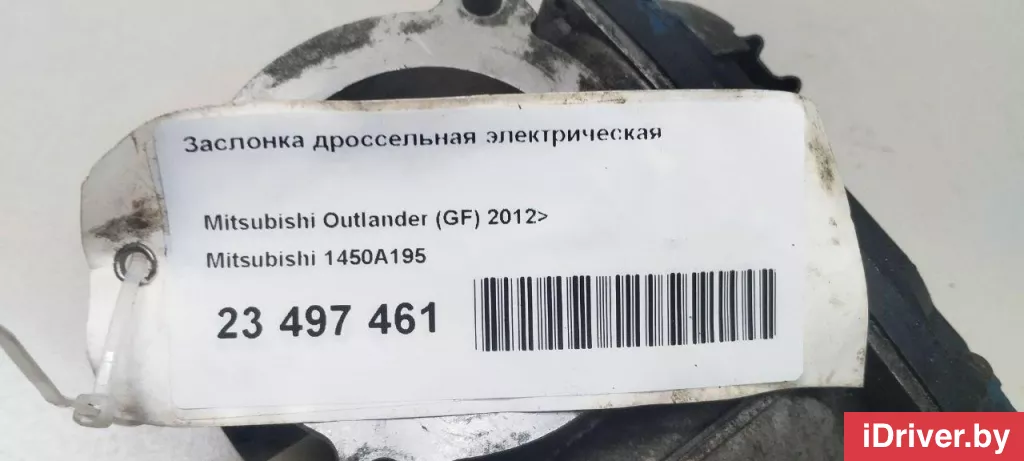 Заслонка дроссельная электрическая
Mitsubishi Outlander (GF) 2012>
Mitsubishi 1450A195
23 497 461
iDriver.by